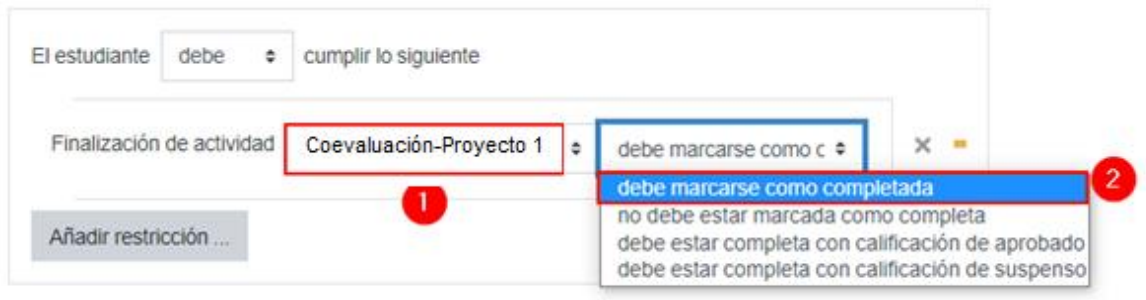 El estudiante debe cumplir lo siguiente
Finalización de actividad Coevaluación-Proyecto 1 debe marcarse como c
1
debe marcarse como completada
2
no debe estar marcada como completa
debe estar completa con calificación de aprobado
debe estar completa con calificación de suspenso
Añadir restricción ...